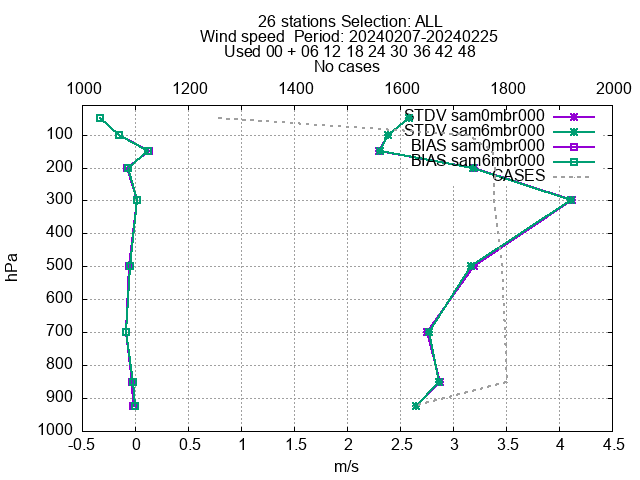 26 stations Selection: ALL
Wind speed  Period: 20240207-20240225
Used 00 + 06 12 18 24 30 36 42 48
No cases
1000 1200 1400 1600 1800 2000
STDV sam0mbr000
STDV sam6mbr000
BIAS sam0mbr000
BIAS sam6mbr000
CASES
100
200
300
400
500
600
700
800
900
1000
hPa
-0.5 0 0.5 1 1.5 2 2.5 3 3.5 4 4.5
m/s